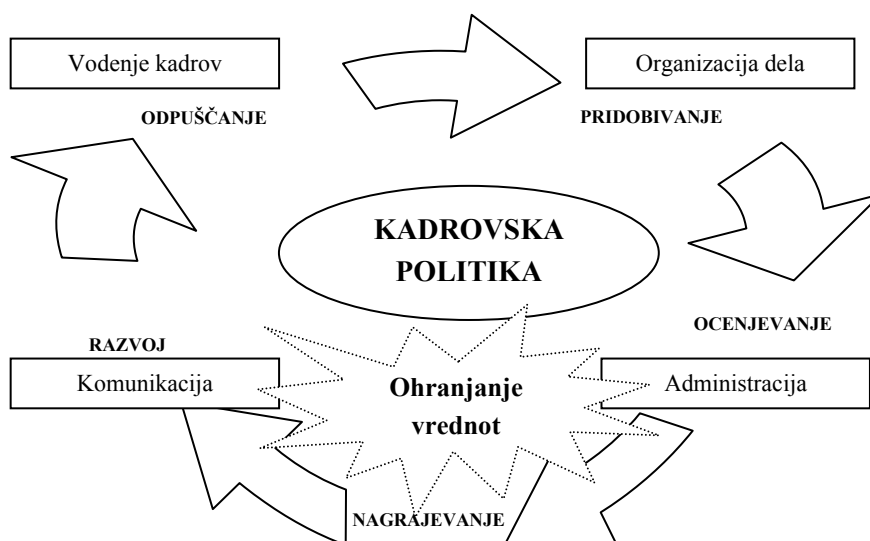 Vodenje kadrov
Organizacija dela
ODPUŠČANJE
PRIDOBIVANJE
KADROVSKA
POLITIKA
OCENJEVANJE
RAZVOJ
Komunikacija
Ohranjanje
vrednot
Administracija
NAGRAJEVANJE